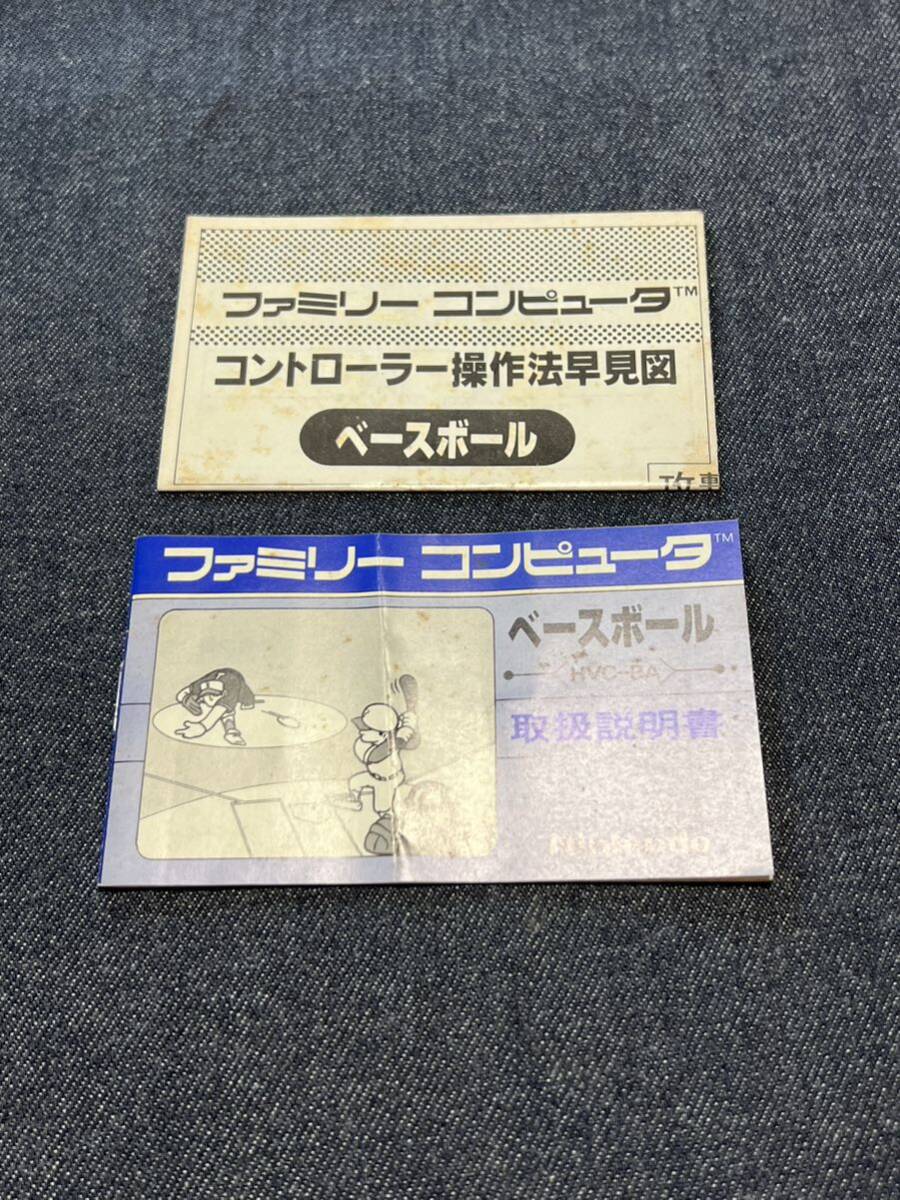 ファミリー コンピュータ™
コントローラー操作法早見図
ベースボール
攻
ファミリー コンピュータ™
ベースボール
HVC-BA
取扱説明書
Nintendo